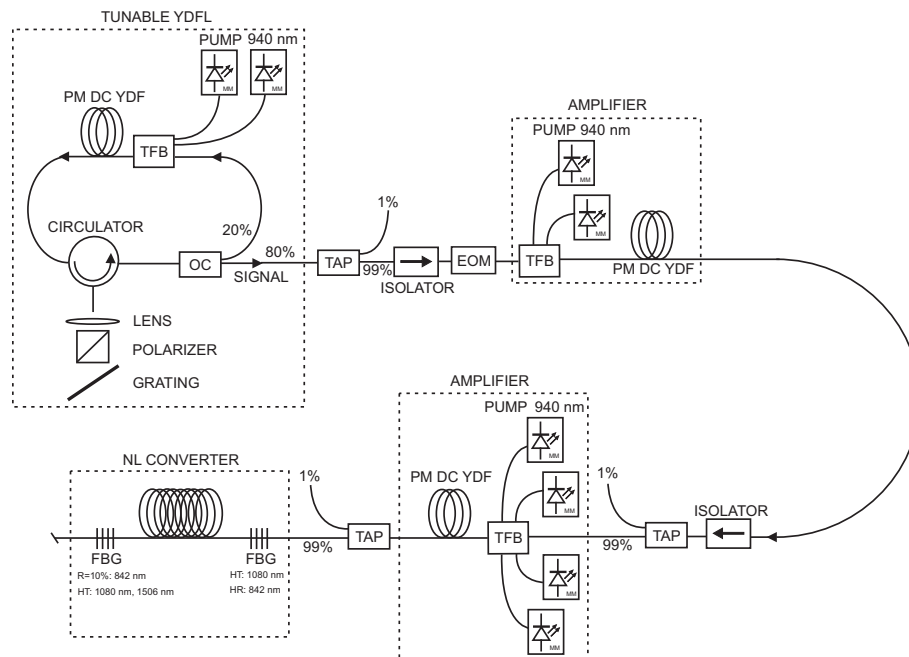 TUNABLE YDFL
PUMP 940 nm
MM
MM
PM DC YDF
TFB
CIRCULATOR
20%
OC
80%
SIGNAL
LENS
POLARIZER
GRATING
1%
TAP
99%
ISOLATOR
EOM
AMPLIFIER
PUMP 940 nm
MM
MM
TFB
PM DC YDF
ISOLATOR
TAP
1%
99%
AMPLIFIER
PUMP 940 nm
MM
MM
MM
MM
PM DC YDF
TFB
1%
TAP
99%
NL CONVERTER
FBG
R=10%: 842 nm
HT: 1080 nm, 1506 nm
FBG
HT: 1080 nm
HR: 842 nm